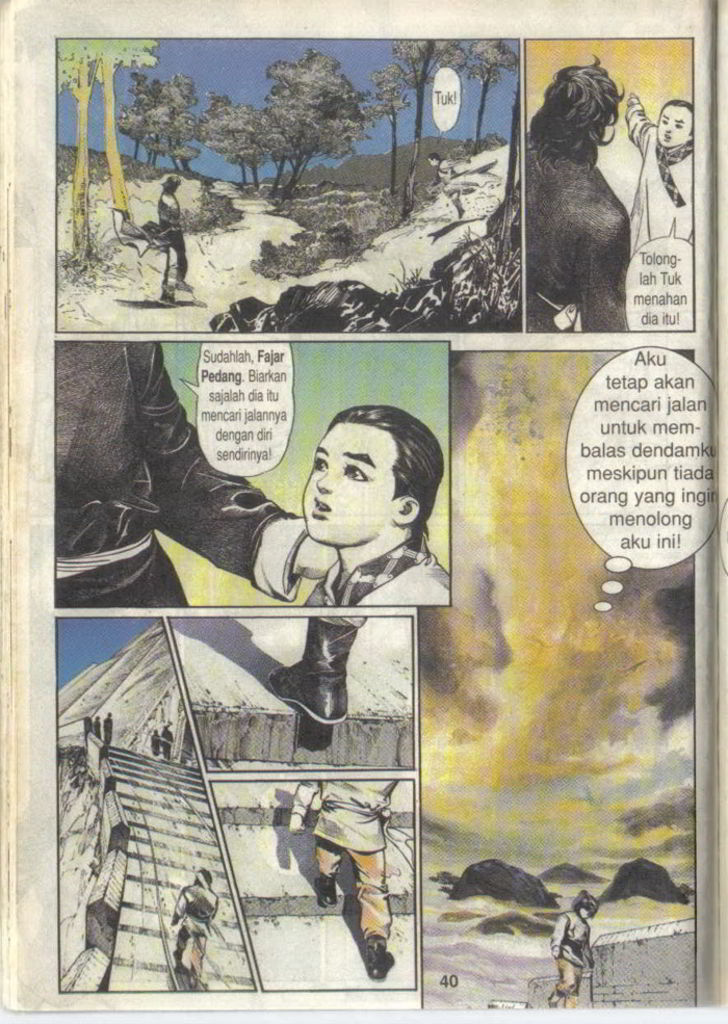 Tuk!
Tolong-
lah Tuk
menahan
dia itu!
Sudahlah, Fajar
Pedang. Biarkan
sajalah dia itu
mencari jalannya
dengan diri
sendirinya!
Aku
tetap akan
mencari jalan
untuk mem-
balas dendamku
meskipun tiada
orang yang ingin
menolong
aku ini!
40